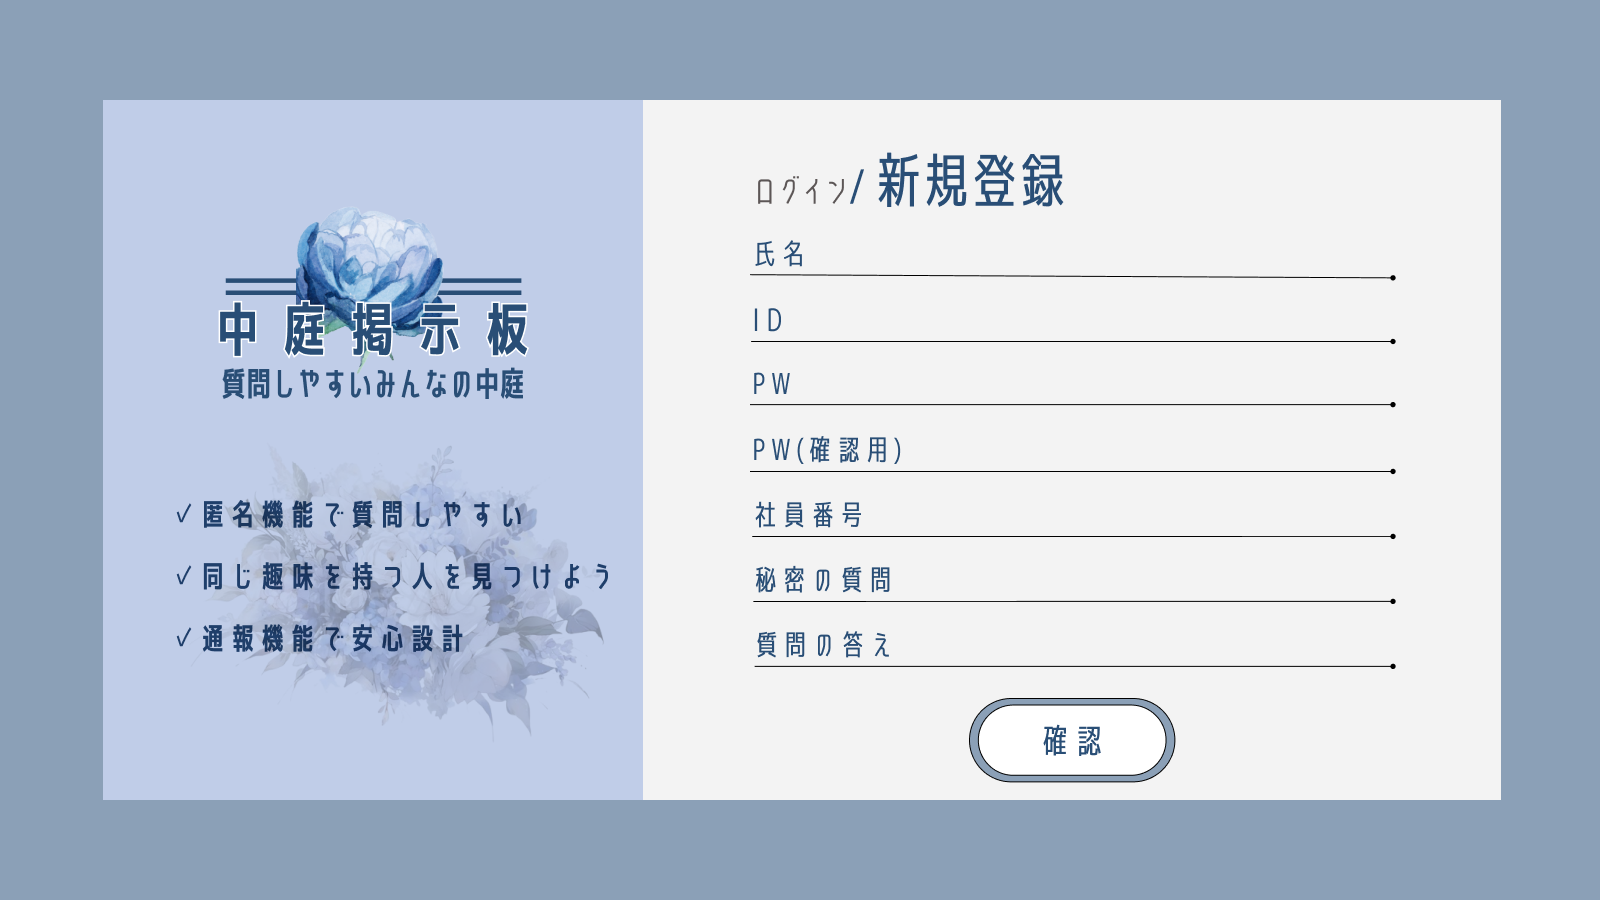 中庭掲示板
質問しやすいみんなの中庭
✓匿名機能で質問しやすい
✓同じ趣味を持つ人を見つけよう
✓通報機能で安心設計
ログイン/新規登録
氏名
ID
PW
PW(確認用)
社員番号
秘密の質問
質問の答え
確認